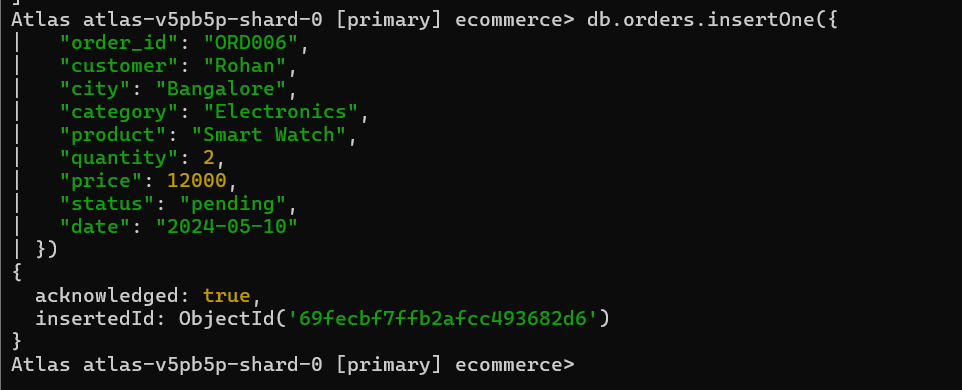 ]
Atlas atlas-v5pb5p-shard-0 [primary] ecommerce> db.orders.insertOne({
|   "order_id": "ORD006",
|   "customer": "Rohan",
|   "city": "Bangalore",
|   "category": "Electronics",
|   "product": "Smart Watch",
|   "quantity": 2,
|   "price": 12000,
|   "status": "pending",
|   "date": "2024-05-10"
| })
{
  acknowledged: true,
  insertedId: ObjectId('69fecbf7ffb2afcc493682d6')
}
Atlas atlas-v5pb5p-shard-0 [primary] ecommerce>